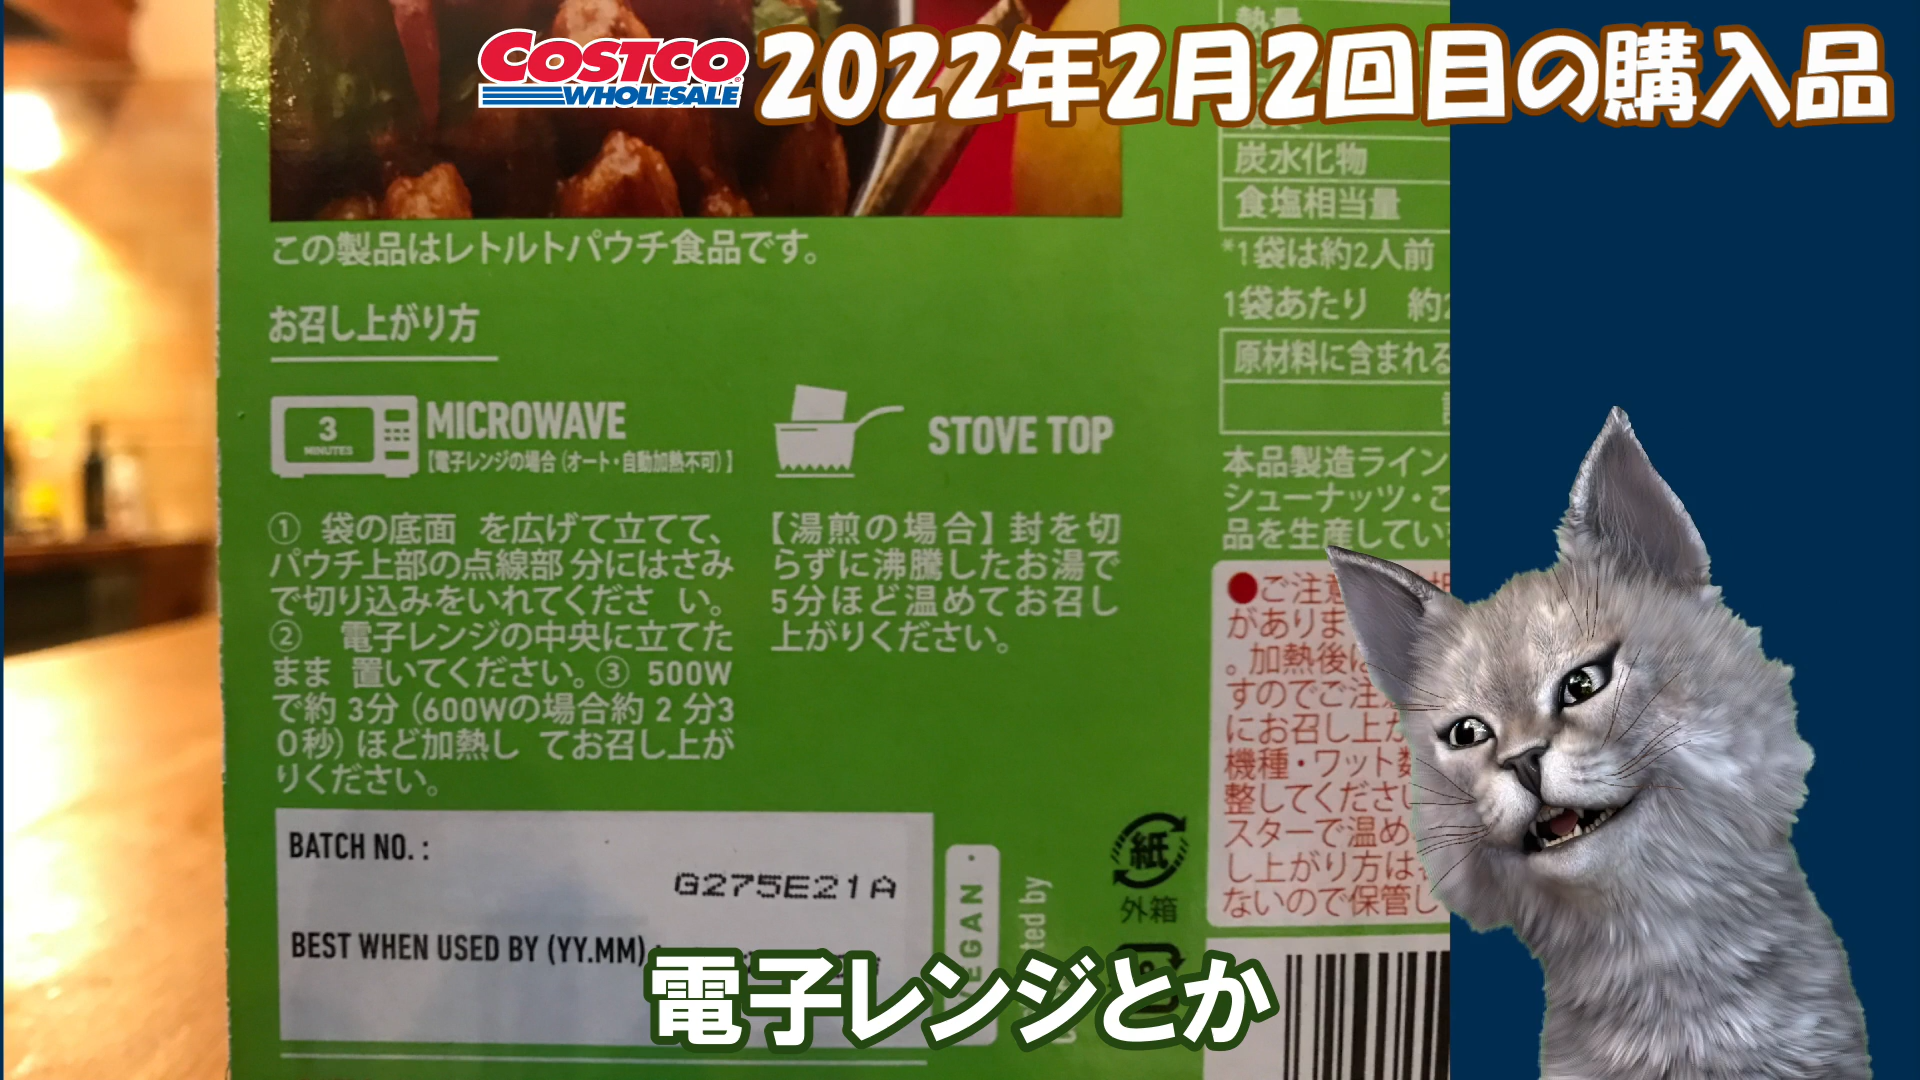 COSTCO
WHOLESALE
2022年2月2回目の購入品
炭水化物
食塩相当量
*1袋は約2人前
1袋あたり 約
原材料に含まれる
この製品はレトルトパウチ食品です。
お召し上がり方
3
MINUTES
MICROWAVE
【電子レンジの場合（オート・自動加熱不可）】
① 袋の底面 を広げて立てて、
パウチ上部の点線部 分にはさみ
で切り込みをいれてくださ い。
② 電子レンジの中央に立てた
まま 置いてください。③ 500W
で約 3分（600Wの場合約 2 分3
0秒）ほど加熱し てお召し上が
りください。
STOVE TOP
【湯煎の場合】封を切
らずに沸騰したお湯で
5分ほど温めてお召し
上がりください。
本品製造ライン
シューナッツ・ご
品を生産してい
●ご注意
がありま
。加熱後は
すのでご注
にお召し上が
機種・ワット数
整してください
スターで温め
し上がり方は
ないので保管し
BATCH NO. :
G275E21A
BEST WHEN USED BY (YY.MM)
EGAN
ted by
紙
外箱
電子レンジとか